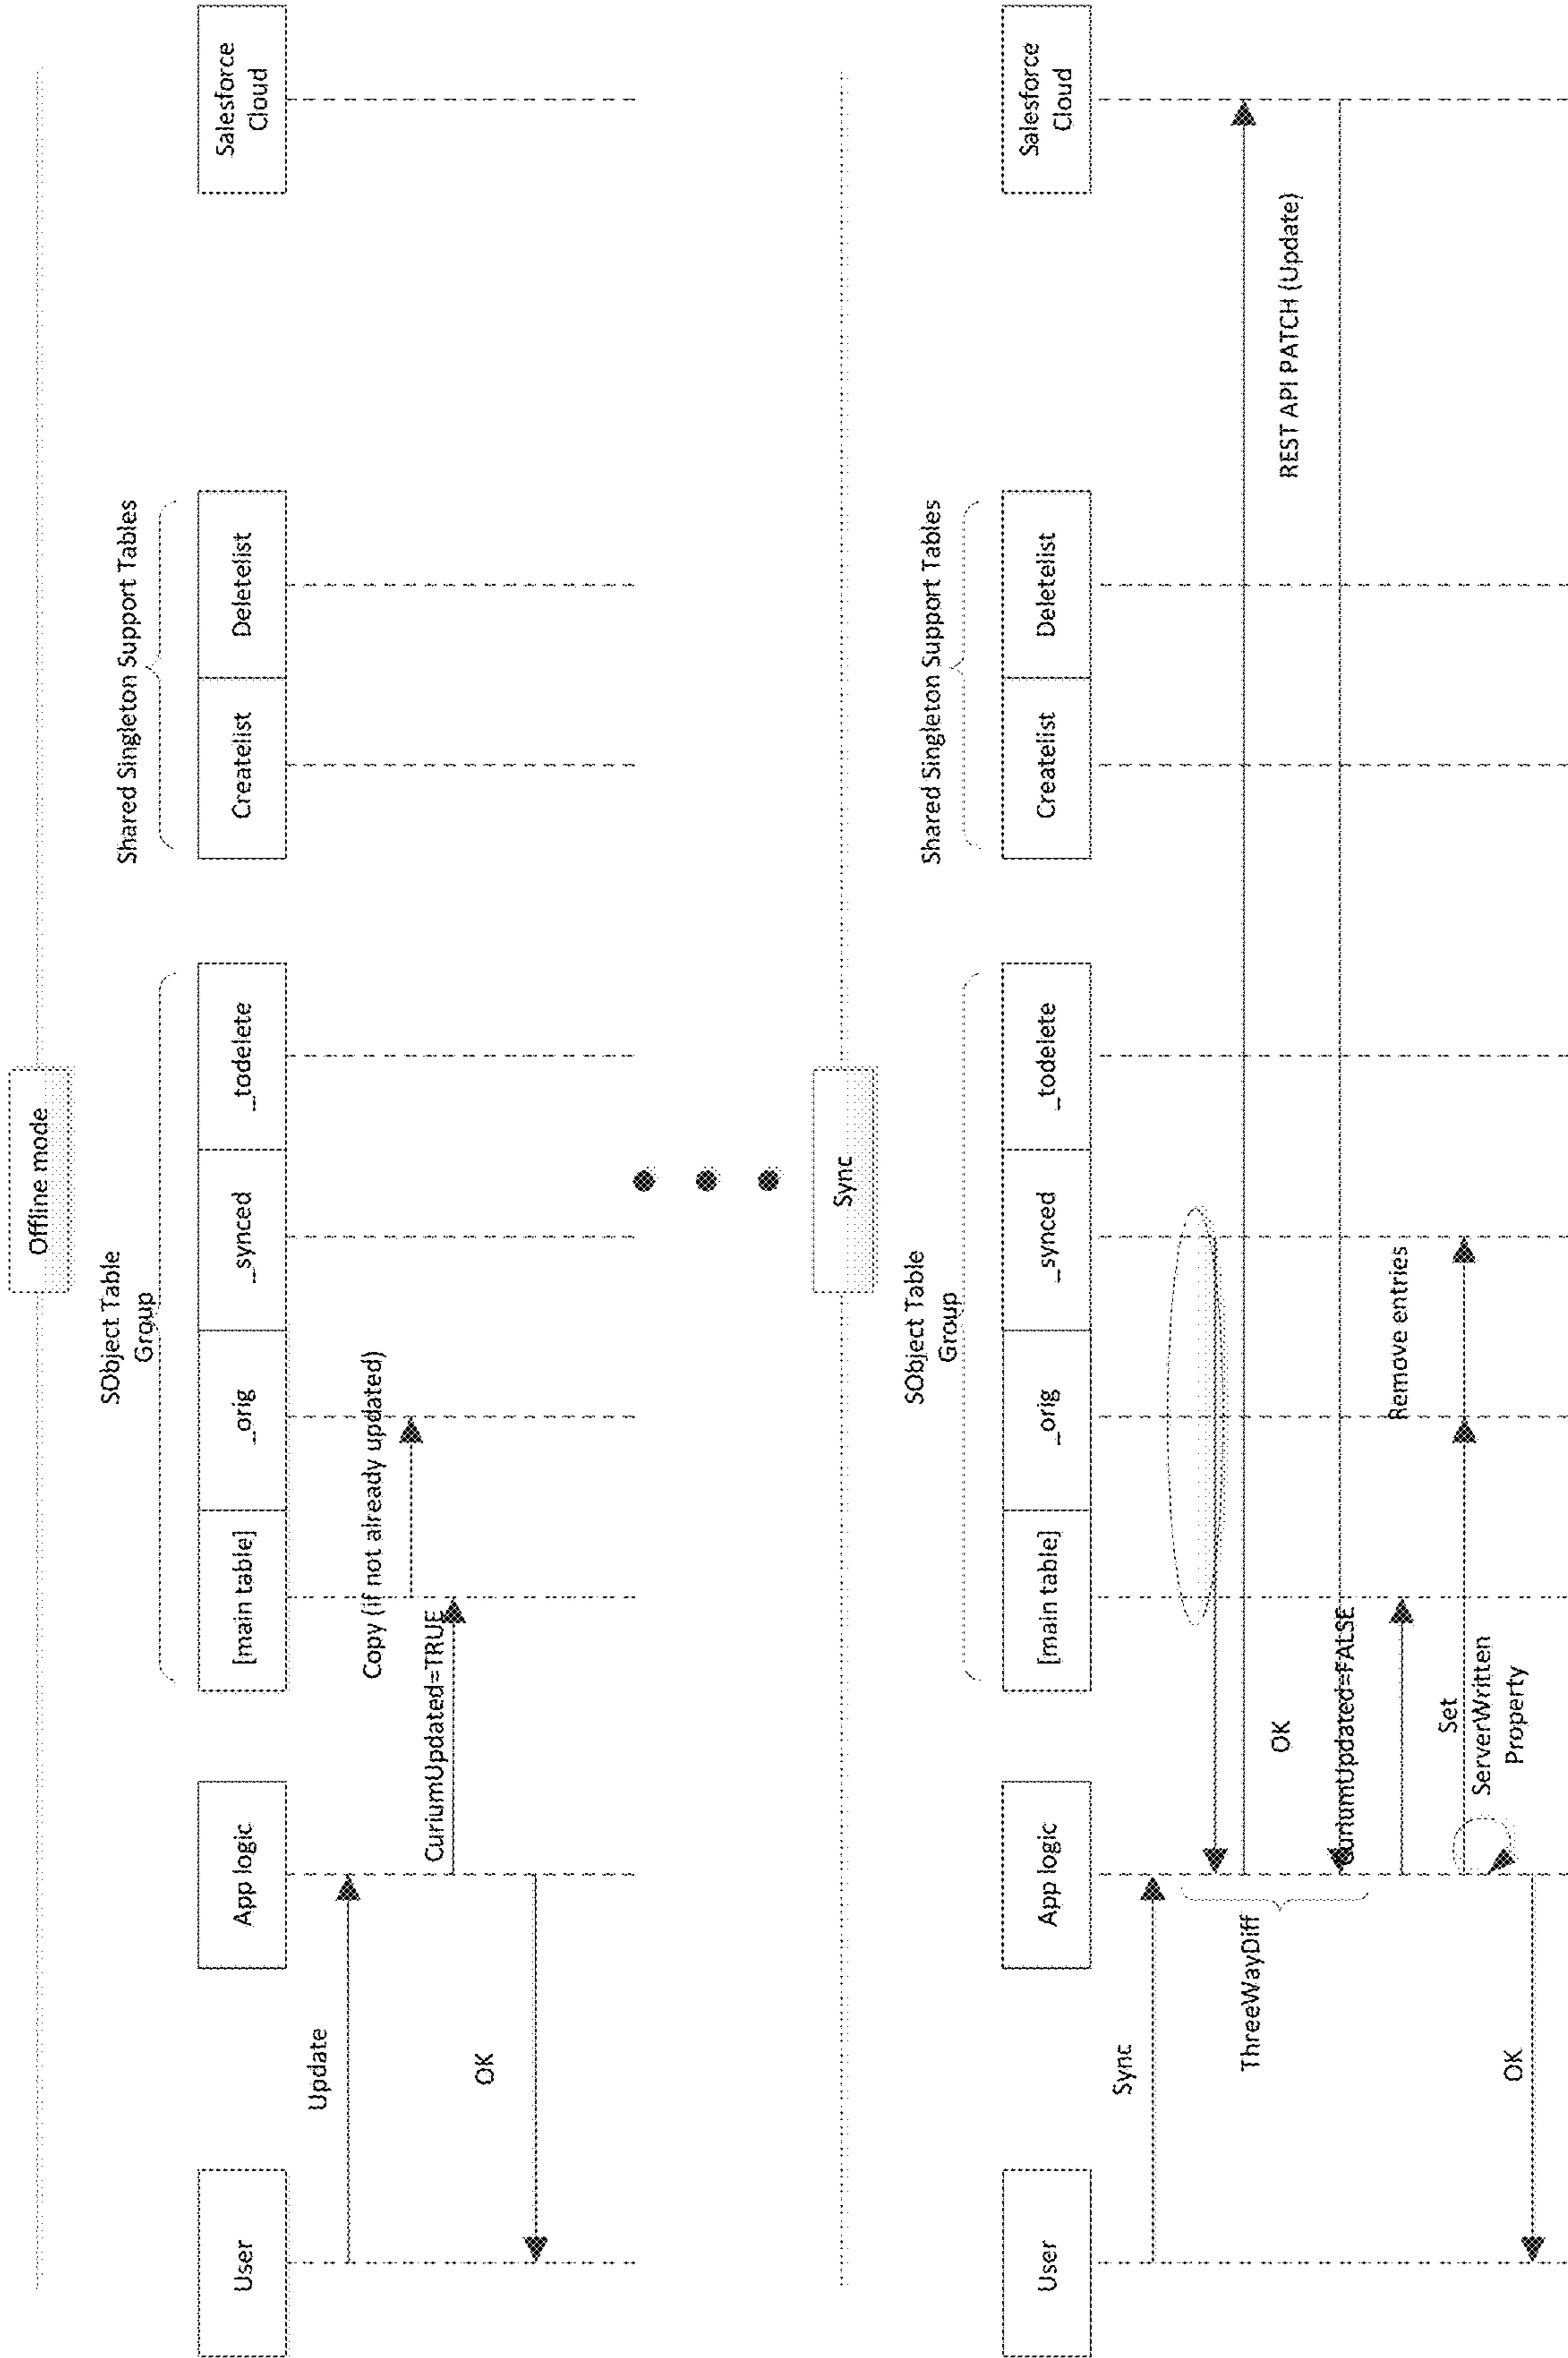 Offline mode
SObject Table
Group
Shared Singleton Support Tables
User
App logic
[main table]
_orig
_synced
_todelete
Createlist
Deletelist
Salesforce
Cloud
Update
Copy (if not already updated)
CuriumUpdated=TRUE
OK
Sync
SObject Table
Group
Shared Singleton Support Tables
User
App logic
[main table]
_orig
_synced
_todelete
Createlist
Deletelist
Salesforce
Cloud
Sync
ThreeWayDiff
OK
REST API PATCH (Update)
CuriumUpdated=FALSE
Remove entries
Set
ServerWritten
Property
OK